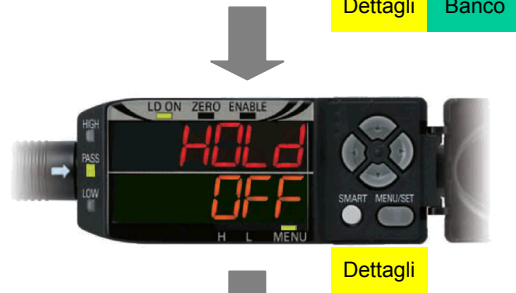 Dettagli Banco
LD ON ZERO ENABLE
HIGH
HOLd
PASS
OFF
LOW
SMART MENU/SET
H L MENU
Dettagli